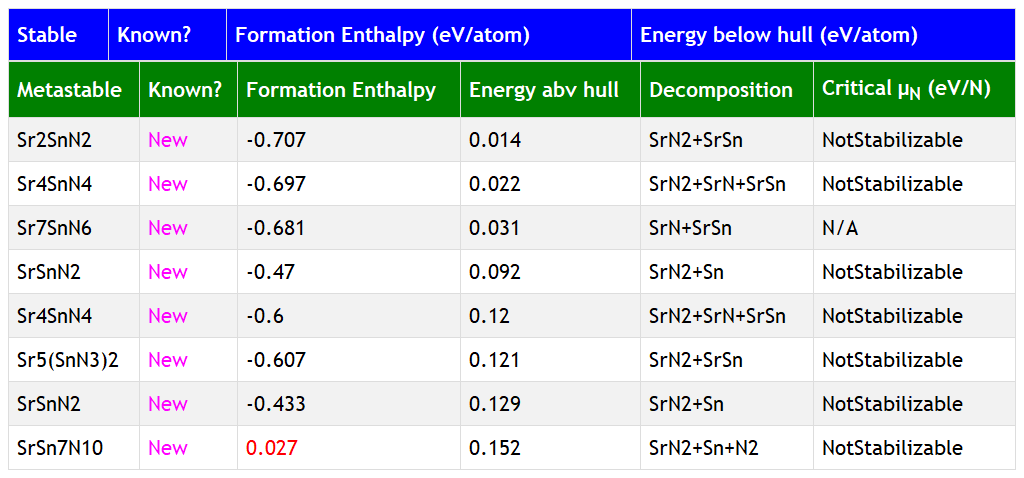 Stable Known? Formation Enthalpy (eV/atom) Energy below hull (eV/atom)
Metastable Known? Formation Enthalpy Energy abv hull Decomposition Critical μN (eV/N)
Sr2SnN2 New -0.707 0.014 SrN2+SrSn NotStabilizable
Sr4SnN4 New -0.697 0.022 SrN2+SrN+SrSn NotStabilizable
Sr7SnN6 New -0.681 0.031 SrN+SrSn N/A
SrSnN2 New -0.47 0.092 SrN2+Sn NotStabilizable
Sr4SnN4 New -0.6 0.12 SrN2+SrN+SrSn NotStabilizable
Sr5(SnN3)2 New -0.607 0.121 SrN2+SrSn NotStabilizable
SrSnN2 New -0.433 0.129 SrN2+Sn NotStabilizable
SrSn7N10 New 0.027 0.152 SrN2+Sn+N2 NotStabilizable